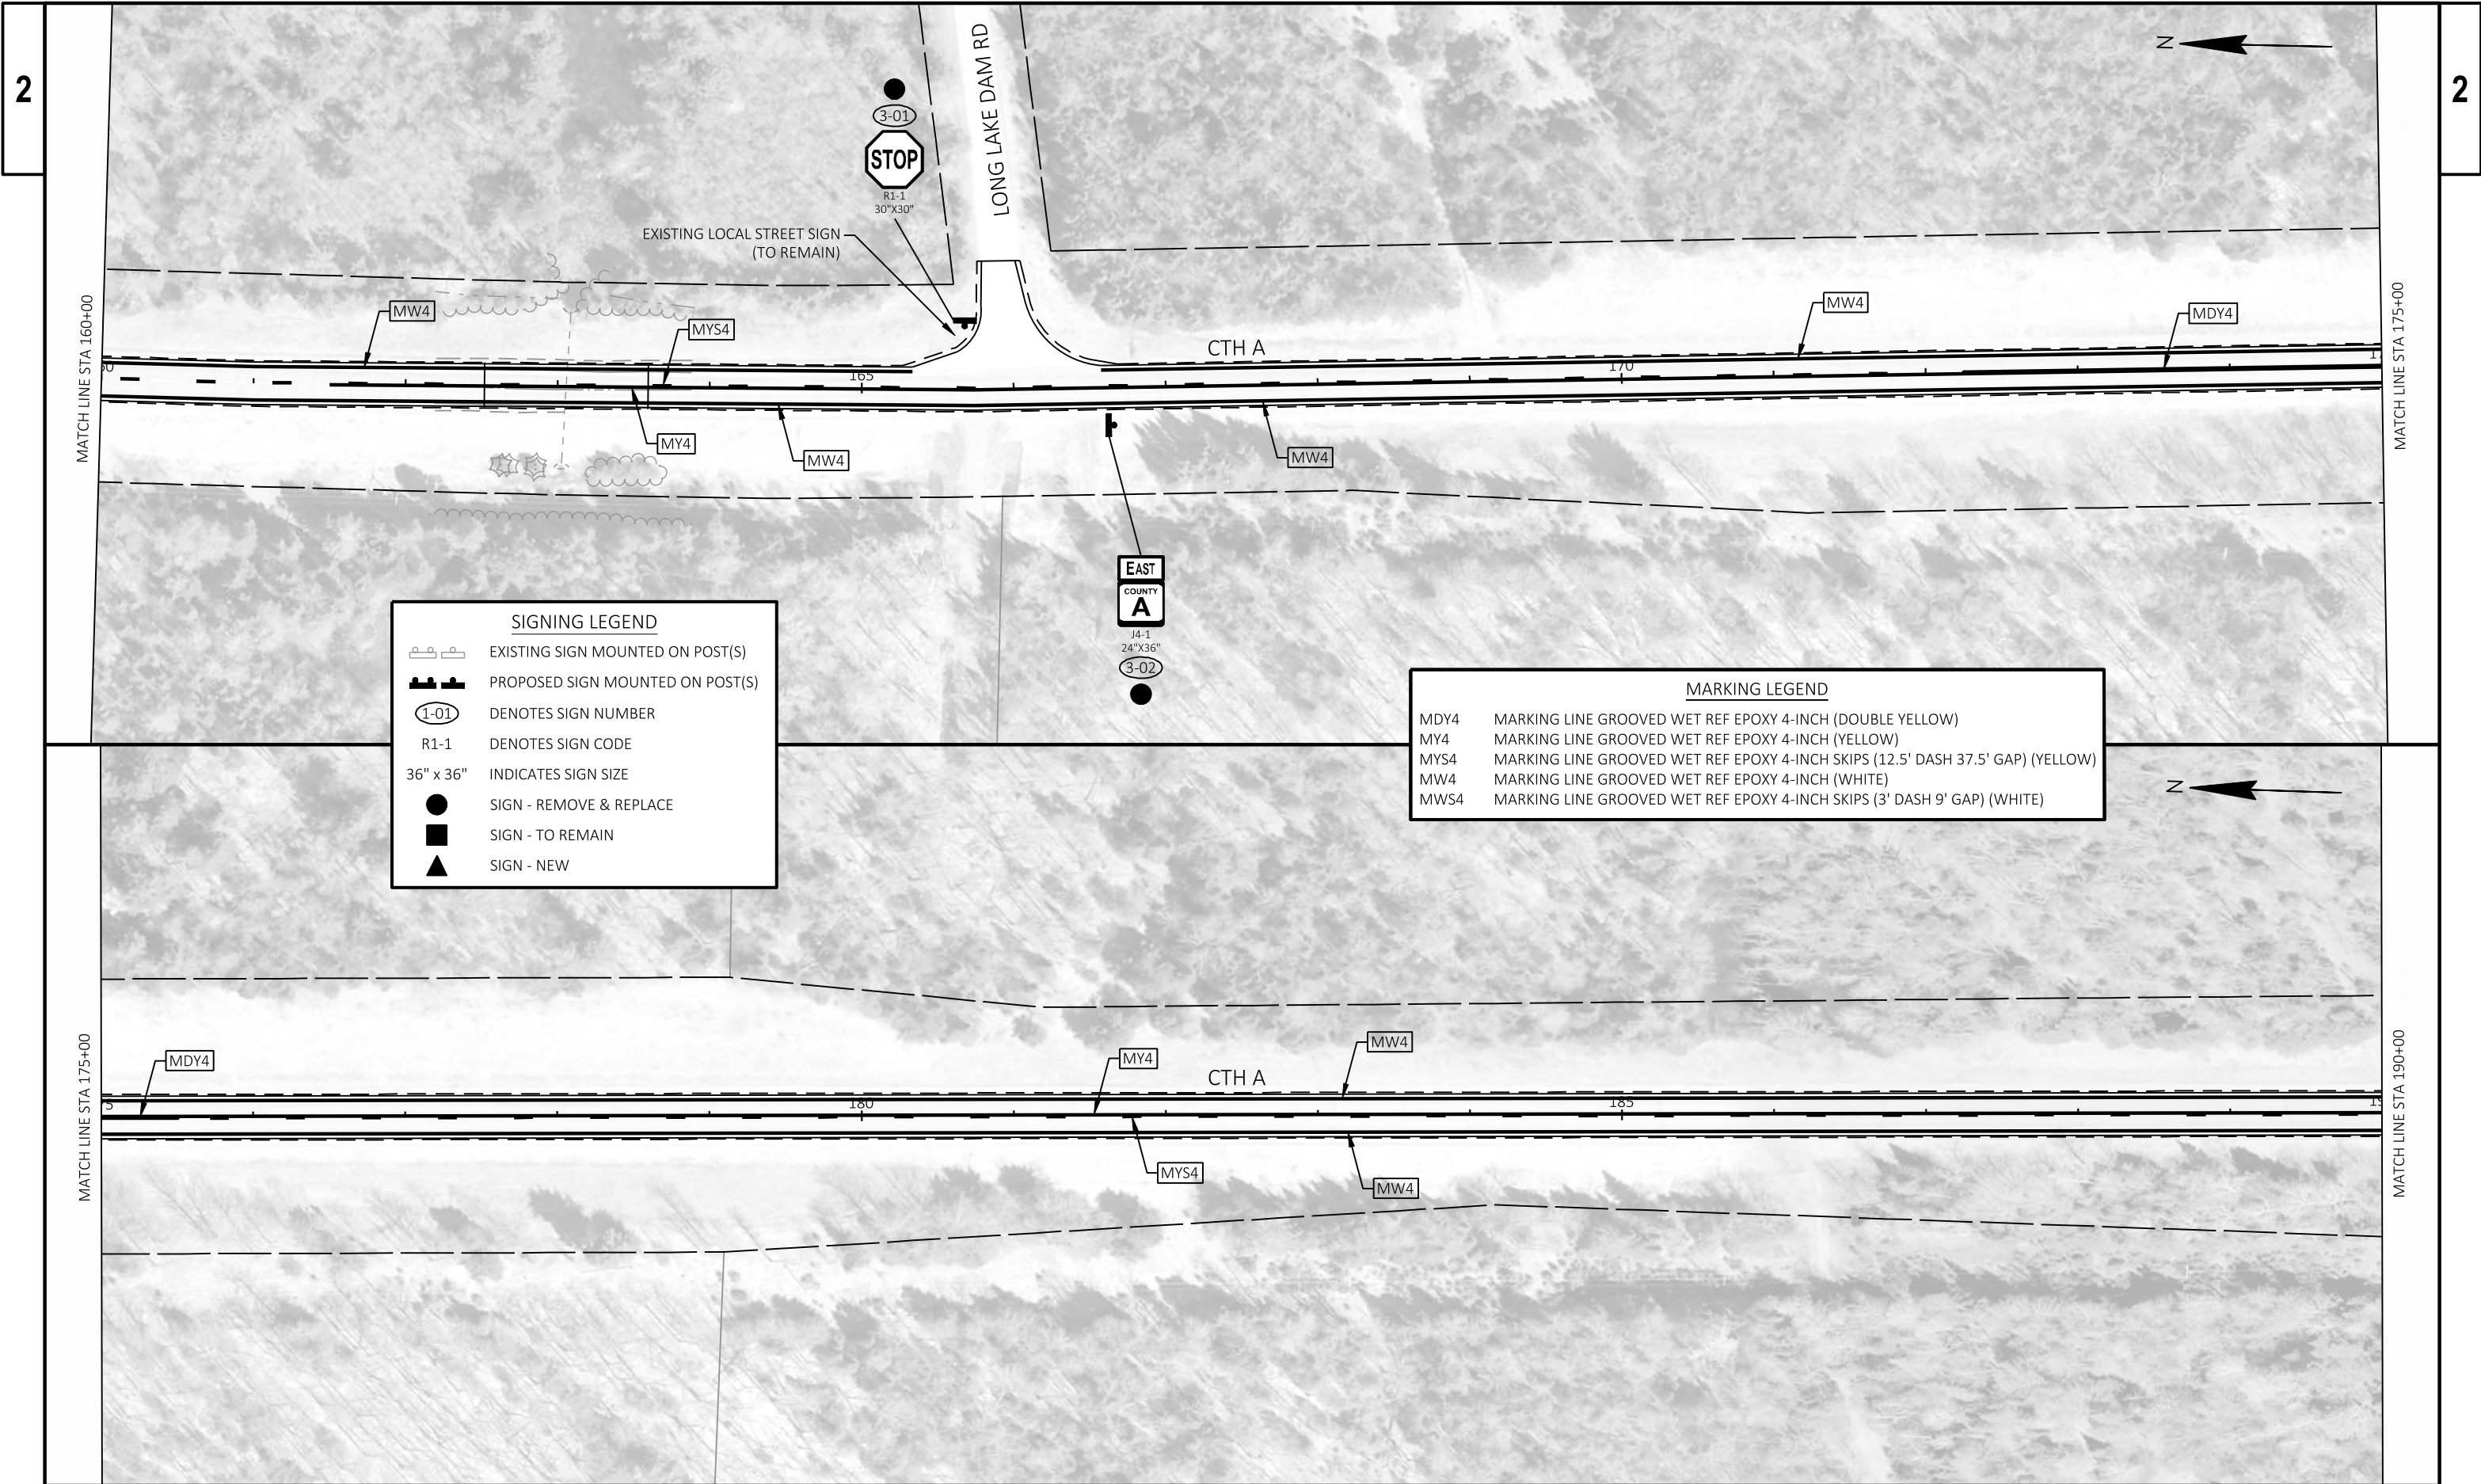 2
2
N
LONG LAKE DAM RD
3-01
STOP
R1-1
30"X30"
EXISTING LOCAL STREET SIGN
(TO REMAIN)
MATCH LINE STA 160+00
MATCH LINE STA 175+00
MW4
MYS4
CTH A
MW4
MDY4
165
170
MY4
MW4
MW4
EAST
COUNTY
A
J4-1
24"X36"
3-02
SIGNING LEGEND
EXISTING SIGN MOUNTED ON POST(S)
PROPOSED SIGN MOUNTED ON POST(S)
1-01 DENOTES SIGN NUMBER
R1-1 DENOTES SIGN CODE
36" x 36" INDICATES SIGN SIZE
SIGN - REMOVE & REPLACE
SIGN - TO REMAIN
SIGN - NEW
MARKING LEGEND
MDY4 MARKING LINE GROOVED WET REF EPOXY 4-INCH (DOUBLE YELLOW)
MY4 MARKING LINE GROOVED WET REF EPOXY 4-INCH (YELLOW)
MYS4 MARKING LINE GROOVED WET REF EPOXY 4-INCH SKIPS (12.5' DASH 37.5' GAP) (YELLOW)
MW4 MARKING LINE GROOVED WET REF EPOXY 4-INCH (WHITE)
MWS4 MARKING LINE GROOVED WET REF EPOXY 4-INCH SKIPS (3' DASH 9' GAP) (WHITE)
N
MATCH LINE STA 175+00
MATCH LINE STA 190+00
MDY4
MY4
CTH A
MW4
180
185
MYS4
MW4